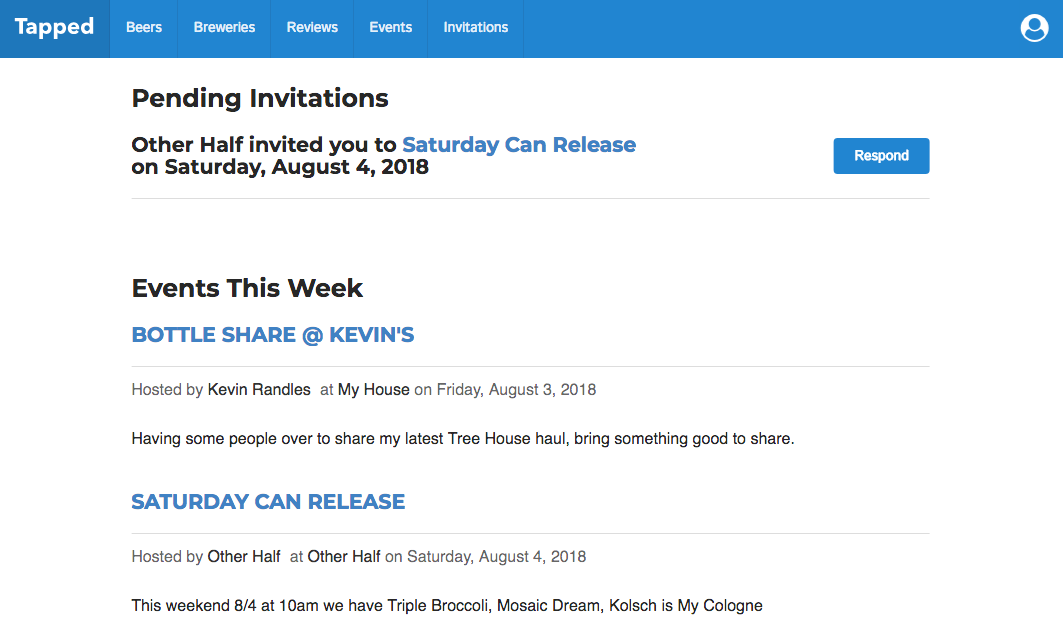 Tapped Beers Breweries Reviews Events Invitations
Pending Invitations
Other Half invited you to Saturday Can Release
on Saturday, August 4, 2018
Respond
Events This Week
BOTTLE SHARE @ KEVIN'S
Hosted by Kevin Randles at My House on Friday, August 3, 2018
Having some people over to share my latest Tree House haul, bring something good to share.
SATURDAY CAN RELEASE
Hosted by Other Half at Other Half on Saturday, August 4, 2018
This weekend 8/4 at 10am we have Triple Broccoli, Mosaic Dream, Kolsch is My Cologne